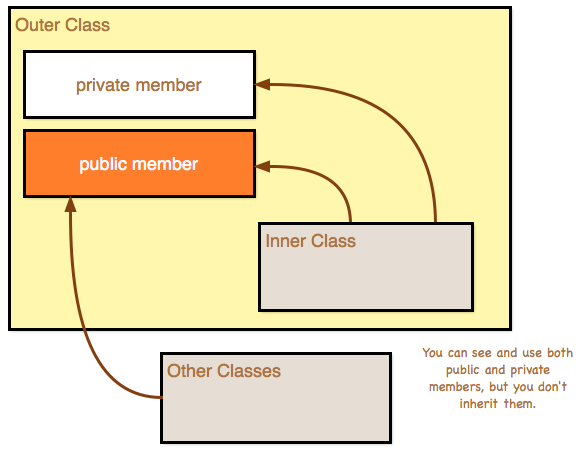 Outer Class
private member
public member
Inner Class
Other Classes
You can see and use both
public and private
members, but you don't
inherit them.